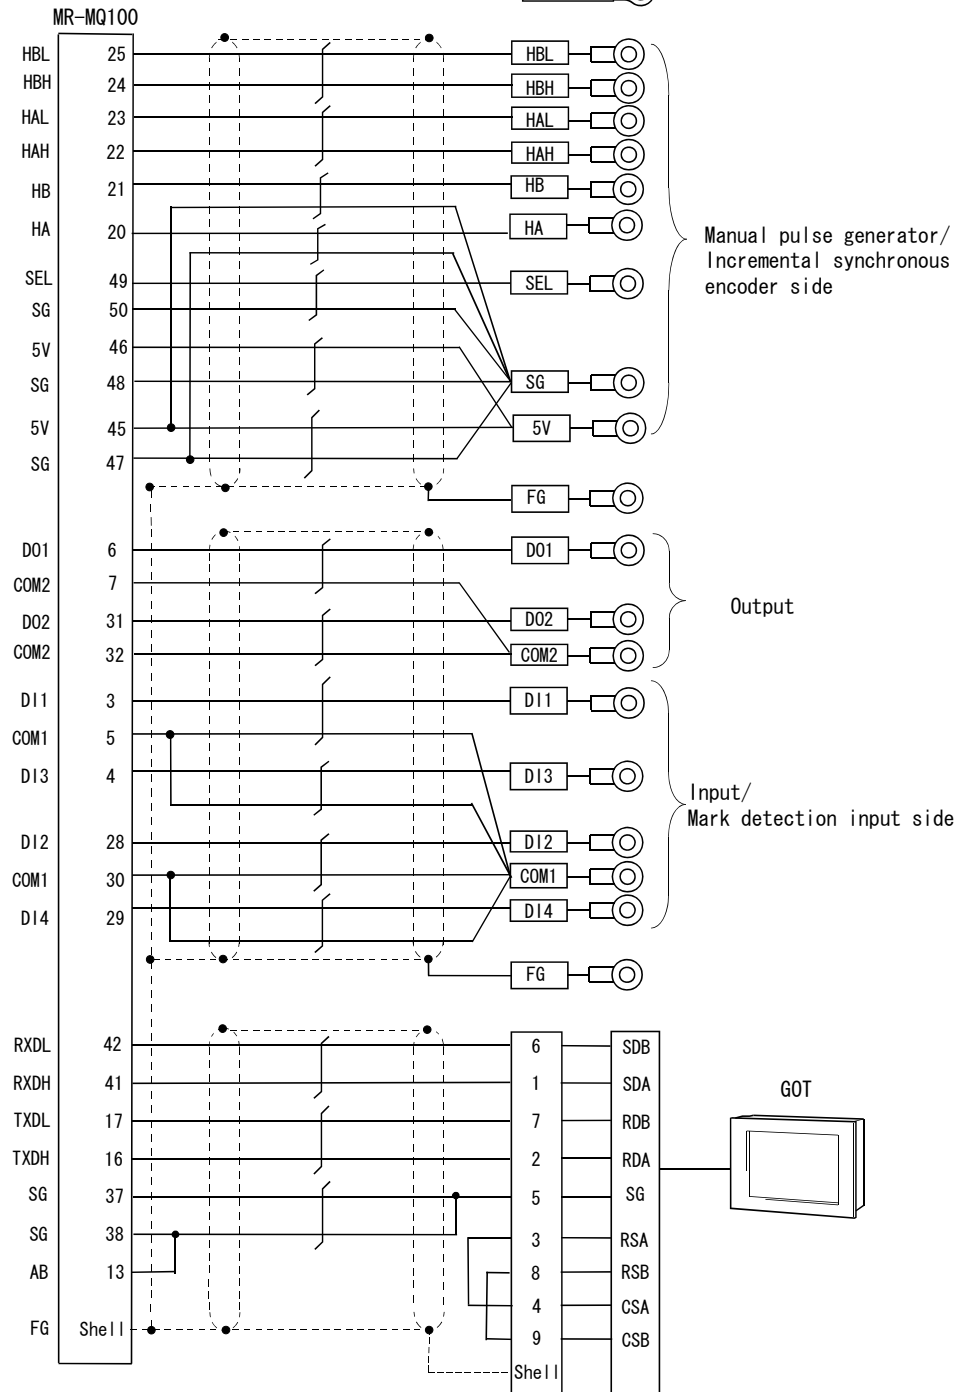 MR-MQ100
HBL 25 HBL
HBH 24 HBH
HAL 23 HAL
HAH 22 HAH
HB 21 HB
HA 20 HA
Manual pulse generator/
Incremental synchronous
encoder side
SEL 49 SEL
SG 50
5V 46
SG 48 SG
5V 45 5V
SG 47
FG
DO1 6 DO1
COM2 7
Output
DO2 31 DO2
COM2 32 COM2
DI1 3 DI1
COM1 5
DI3 4 DI3
Input/
Mark detection input side
DI2 28 DI2
COM1 30 COM1
DI4 29 DI4
FG
RXDL 42 6 SDB
RXDH 41 1 SDA
GOT
TXDL 17 7 RDB
TXDH 16 2 RDA
SG 37 5 SG
SG 38 3 RSA
AB 13 8 RSB
4 CSA
FG Shell 9 CSB
Shell